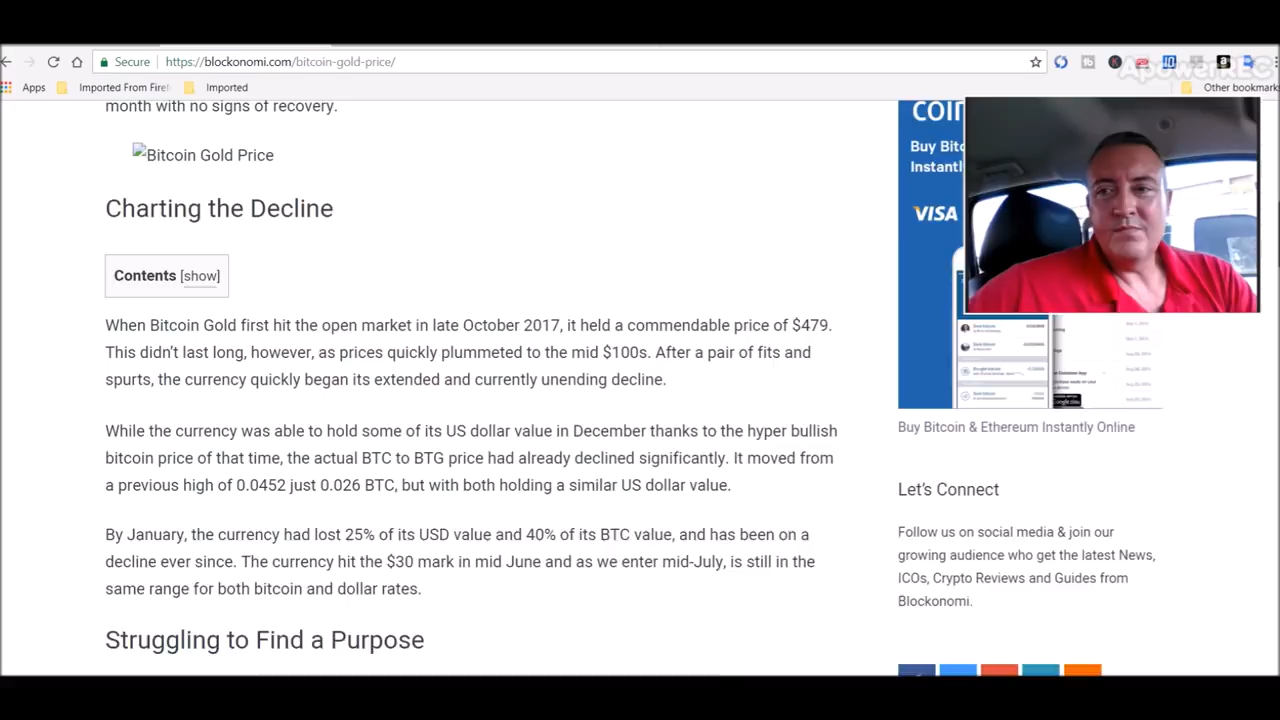 Secure https://blockonomi.com/bitcoin-gold-price/
ApowerREC
Apps Imported From Firef Imported Other bookmark
month with no signs of recovery.
Bitcoin Gold Price
Charting the Decline
Contents [show]
When Bitcoin Gold first hit the open market in late October 2017, it held a commendable price of $479.
This didn't last long, however, as prices quickly plummeted to the mid $100s. After a pair of fits and
spurts, the currency quickly began its extended and currently unending decline.
While the currency was able to hold some of its US dollar value in December thanks to the hyper bullish
bitcoin price of that time, the actual BTC to BTG price had already declined significantly. It moved from
a previous high of 0.0452 just 0.026 BTC, but with both holding a similar US dollar value.
By January, the currency had lost 25% of its USD value and 40% of its BTC value, and has been on a
decline ever since. The currency hit the $30 mark in mid June and as we enter mid-July, is still in the
same range for both bitcoin and dollar rates.
Struggling to Find a Purpose
coin
Buy Bitc
Instantl
VISA
Buy Bitcoin & Ethereum Instantly Online
Let's Connect
Follow us on social media & join our
growing audience who get the latest News,
ICOs, Crypto Reviews and Guides from
Blockonomi.